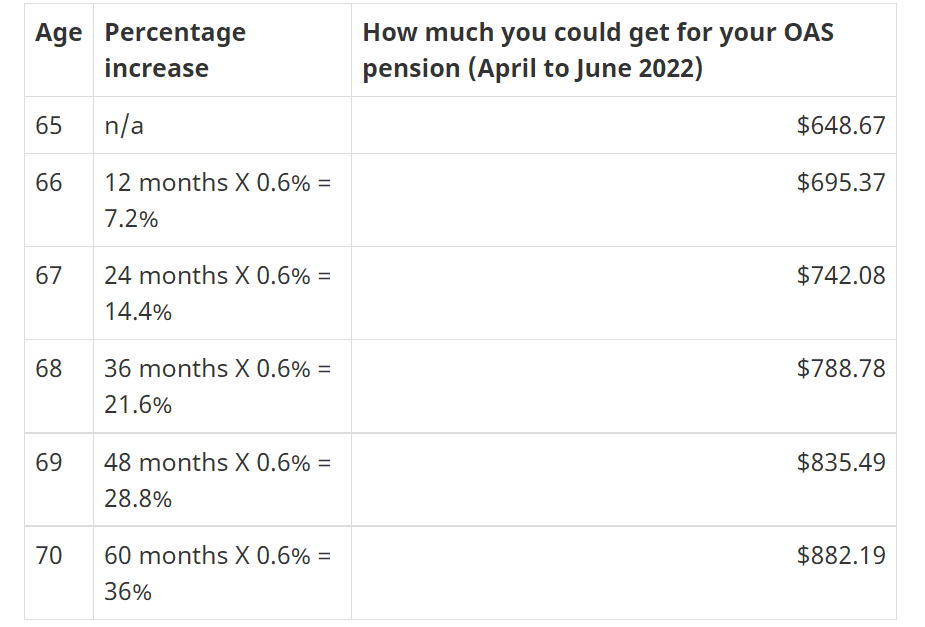 Age Percentage increase How much you could get for your OAS pension (April to June 2022)
65 n/a $648.67
66 12 months X 0.6% = 7.2% $695.37
67 24 months X 0.6% = 14.4% $742.08
68 36 months X 0.6% = 21.6% $788.78
69 48 months X 0.6% = 28.8% $835.49
70 60 months X 0.6% = 36% $882.19